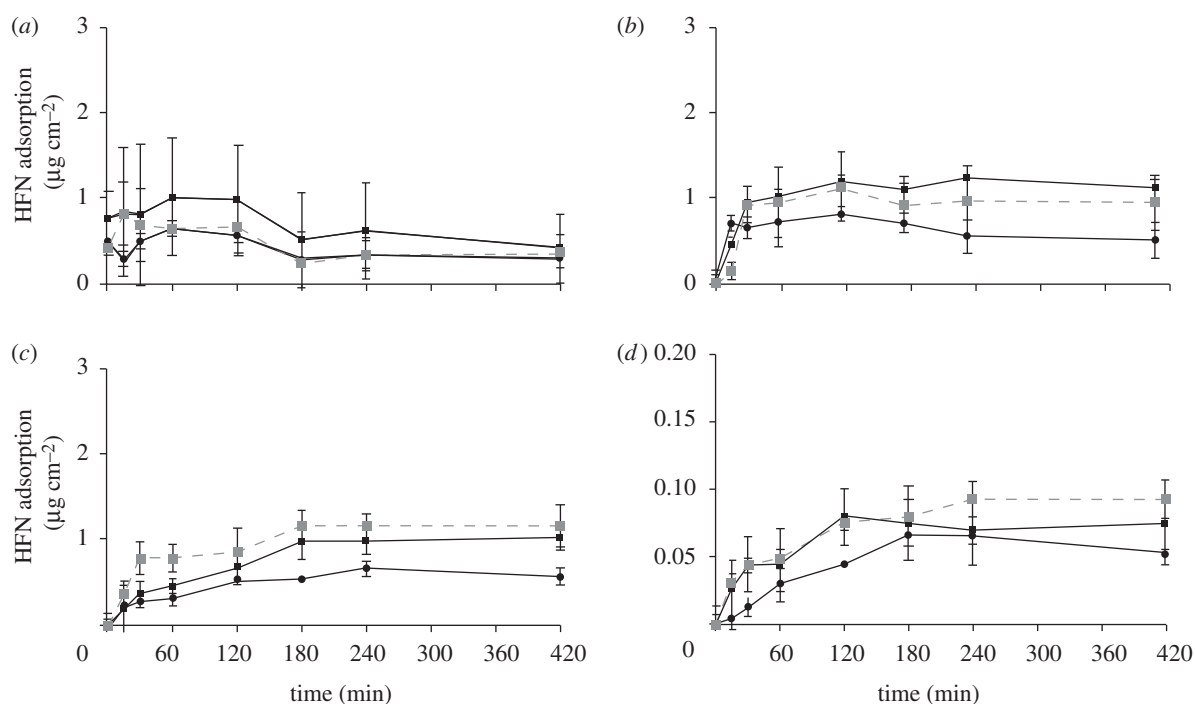 (a)
3
2
1
0
HFN adsorption
(μg cm⁻²)
(b)
3
2
1
0
(c)
3
2
1
HFN adsorption
(μg cm⁻²)
0 60 120 180 240 300 360 420
time (min)
(d) 0.20
0.15
0.10
0.05
0 60 120 180 240 300 360 420
time (min)